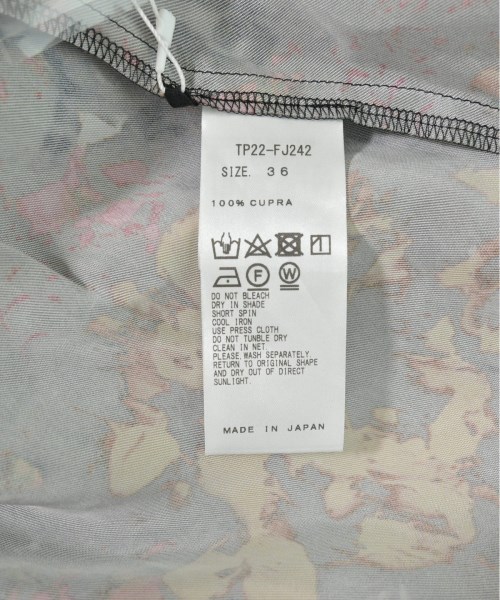 TP22-FJ242
SIZE. 36
100% CUPRA
F W
DO NOT BLEACH
DRY IN SHADE
SHORT SPIN
COOL IRON
USE PRESS CLOTH
DO NOT TUNBLE DRY
CLEAN IN NET
PLEASE,WASH SEPARATELY
RETURN TO ORIGINAL SHAPE
AND DRY OUT OF DIRECT
SUNLIGHT.
MADE IN JAPAN